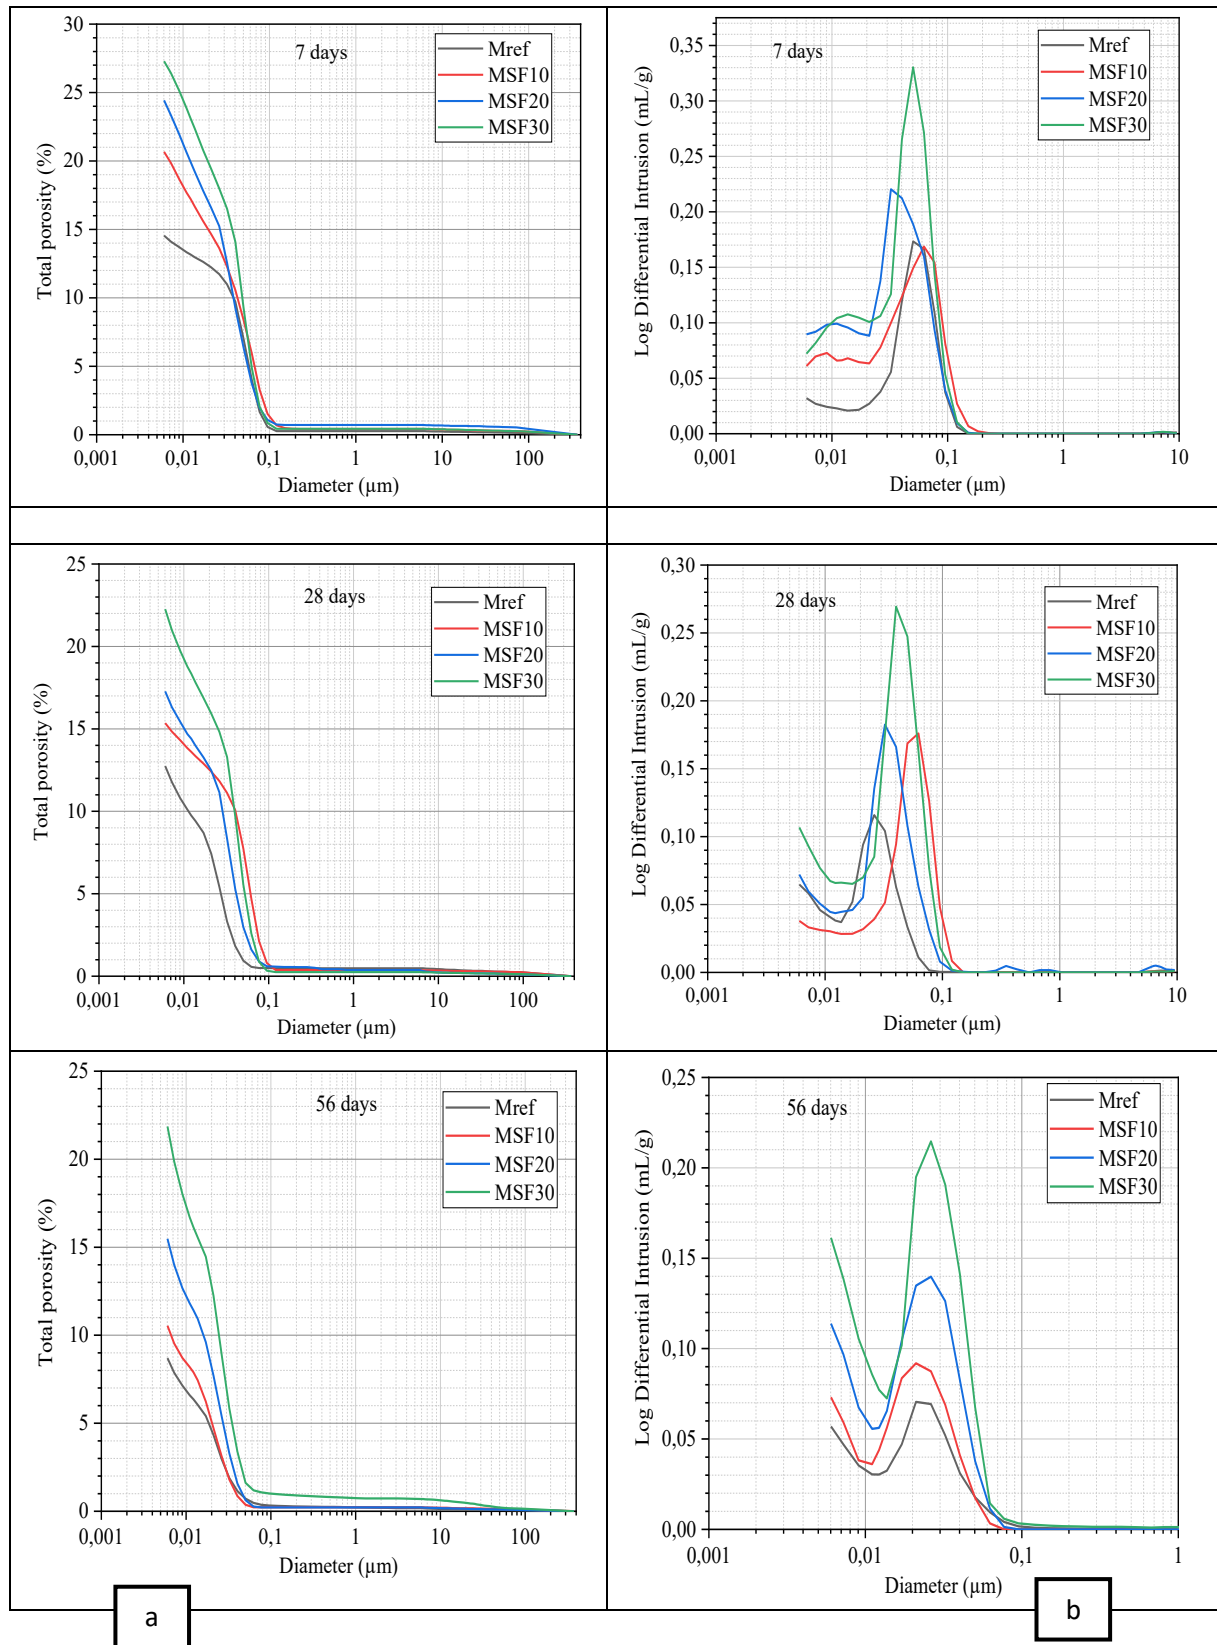 30
25
20
15
10
5
0
0,001
0,01
0,1
1
10
100
Total porosity (%)
Diameter (µm)
7 days
Mref
MSF10
MSF20
MSF30
0,35
0,30
0,25
0,20
0,15
0,10
0,05
0,00
0,001
0,01
0,1
1
10
Log Differential Intrusion (mL/g)
Diameter (µm)
7 days
Mref
MSF10
MSF20
MSF30
25
20
15
10
5
0
0,001
0,01
0,1
1
10
100
Total porosity (%)
Diameter (µm)
28 days
Mref
MSF10
MSF20
MSF30
0,30
0,25
0,20
0,15
0,10
0,05
0,00
0,001
0,01
0,1
1
10
Log Differential Intrusion (mL/g)
Diameter (µm)
28 days
Mref
MSF10
MSF20
MSF30
25
20
15
10
5
0
0,001
0,01
0,1
1
10
100
Total porosity (%)
Diameter (µm)
56 days
Mref
MSF10
MSF20
MSF30
0,25
0,20
0,15
0,10
0,05
0,00
0,001
0,01
0,1
1
Log Differential Intrusion (mL/g)
Diameter (µm)
56 days
Mref
MSF10
MSF20
MSF30
a
b